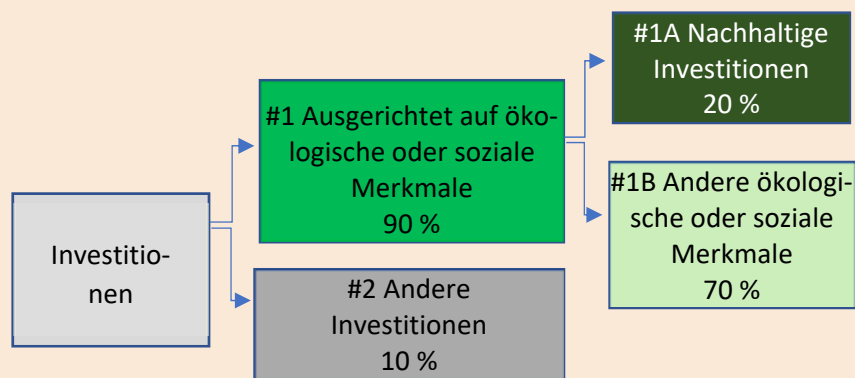 Investitio-
nen
#1 Ausgerichtet auf öko-
logische oder soziale
Merkmale
90 %
#2 Andere
Investitionen
10 %
#1A Nachhaltige
Investitionen
20 %
#1B Andere ökologi-
sche oder soziale
Merkmale
70 %